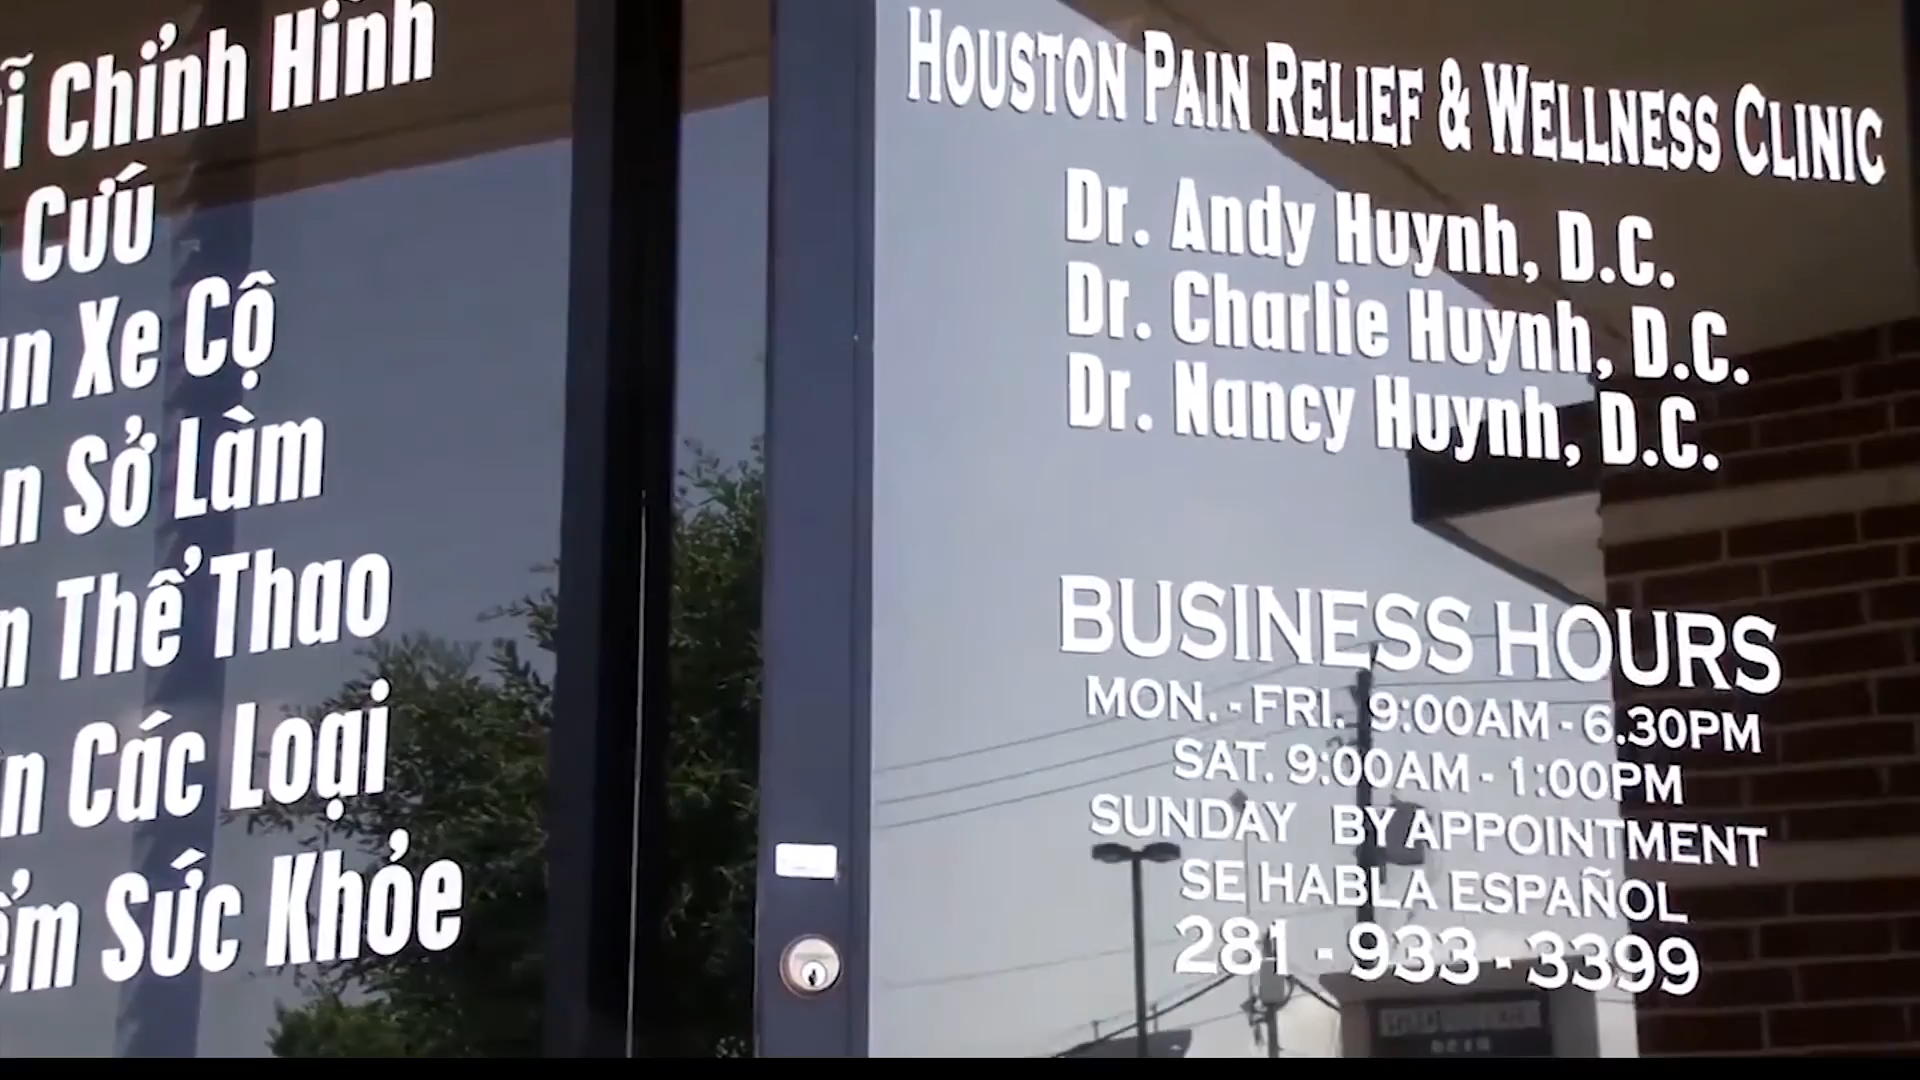 Chỉnh Hình
Cứu
Xe Cộ
Sở Làm
Thể Thao
Các Loại
Sức Khỏe
HOUSTON PAIN RELIEF & WELLNESS CLINIC
Dr. Andy Huynh, D.C.
Dr. Charlie Huynh, D.C.
Dr. Nancy Huynh, D.C.
BUSINESS HOURS
MON. - FRI. 9:00AM - 6.30PM
SAT. 9:00AM - 1:00PM
SUNDAY BY APPOINTMENT
SE HABLA ESPAÑOL
281 - 933 - 3399